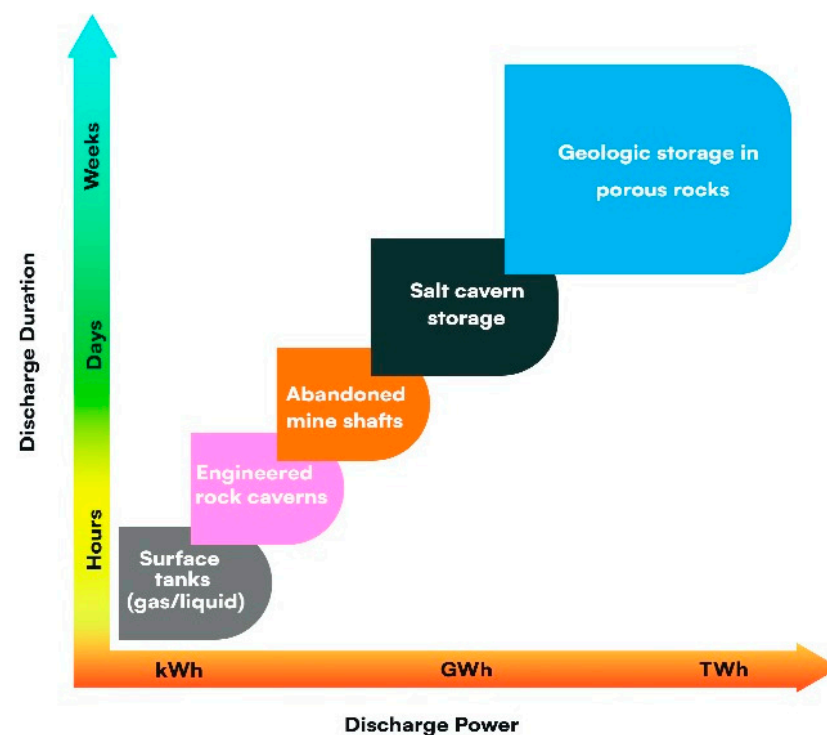 Weeks
Days
Hours
Discharge Duration
Geologic storage in
porous rocks
Salt cavern
storage
Abandoned
mine shafts
Engineered
rock caverns
Surface
tanks
(gas/liquid)
kWh
GWh
TWh
Discharge Power